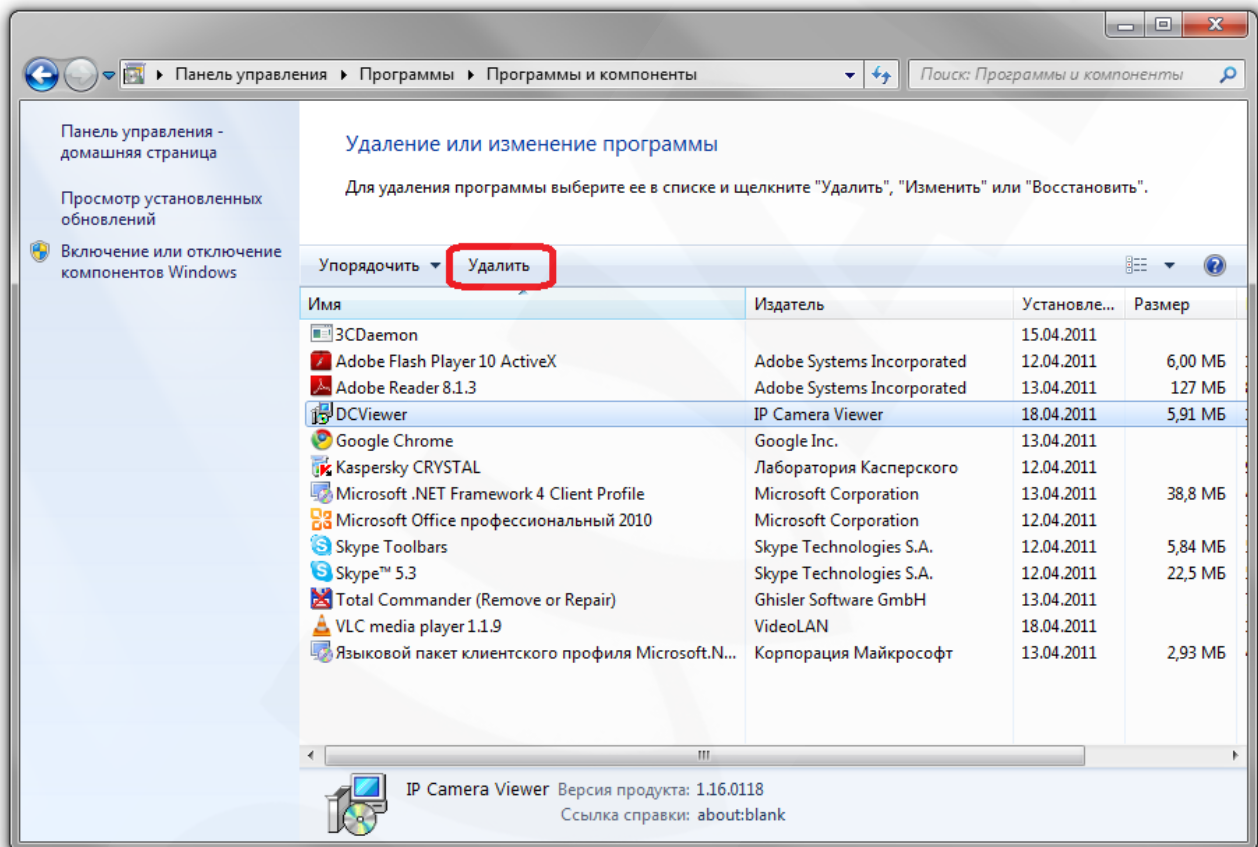 Панель управления ▸ Программы ▸ Программы и компоненты
Поиск: Программы и компоненты
Панель управления -
домашняя страница
Просмотр установленных
обновлений
Включение или отключение
компонентов Windows
Удаление или изменение программы
Для удаления программы выберите ее в списке и щелкните "Удалить", "Изменить" или "Восстановить".
Упорядочить Удалить
Имя Издатель Установле... Размер
3CDaemon 15.04.2011
Adobe Flash Player 10 ActiveX Adobe Systems Incorporated 12.04.2011 6,00 МБ
Adobe Reader 8.1.3 Adobe Systems Incorporated 13.04.2011 127 МБ
DCViewer IP Camera Viewer 18.04.2011 5,91 МБ
Google Chrome Google Inc. 13.04.2011
Kaspersky CRYSTAL Лаборатория Касперского 12.04.2011
Microsoft .NET Framework 4 Client Profile Microsoft Corporation 13.04.2011 38,8 МБ
Microsoft Office профессиональный 2010 Microsoft Corporation 12.04.2011
Skype Toolbars Skype Technologies S.A. 12.04.2011 5,84 МБ
Skype™ 5.3 Skype Technologies S.A. 12.04.2011 22,5 МБ
Total Commander (Remove or Repair) Ghisler Software GmbH 13.04.2011
VLC media player 1.1.9 VideoLAN 18.04.2011
Языковой пакет клиентского профиля Microsoft.N... Корпорация Майкрософт 13.04.2011 2,93 МБ
IP Camera Viewer Версия продукта: 1.16.0118
Ссылка справки: about:blank